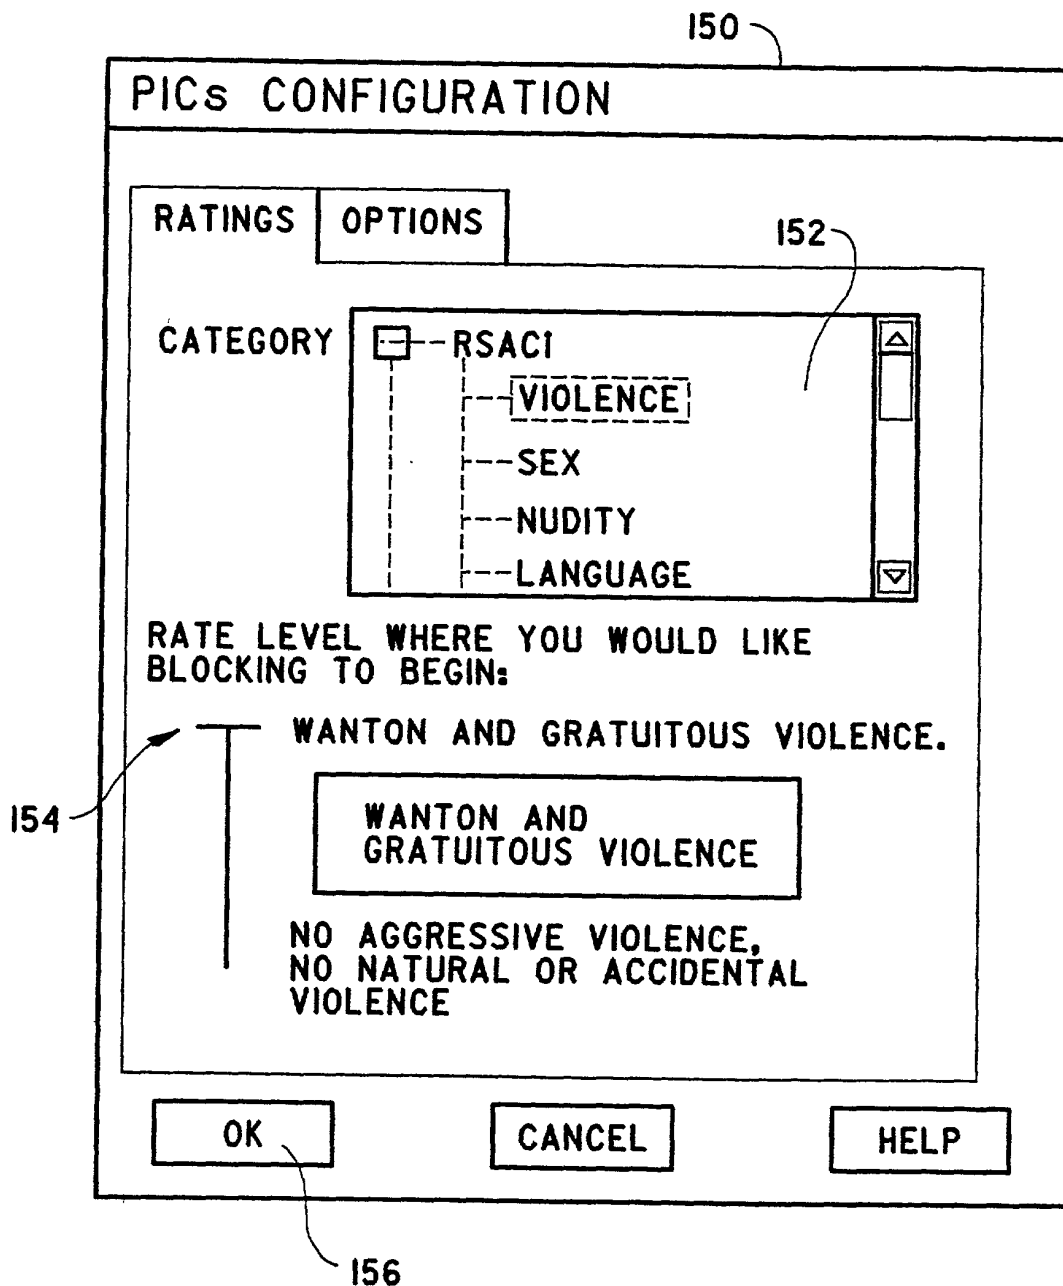 150
PICs CONFIGURATION
RATINGS
OPTIONS
152
CATEGORY
RSACi
VIOLENCE
SEX
NUDITY
LANGUAGE
RATE LEVEL WHERE YOU WOULD LIKE
BLOCKING TO BEGIN:
154
WANTON AND GRATUITOUS VIOLENCE.
WANTON AND
GRATUITOUS VIOLENCE
NO AGGRESSIVE VIOLENCE,
NO NATURAL OR ACCIDENTAL
VIOLENCE
OK
CANCEL
HELP
156